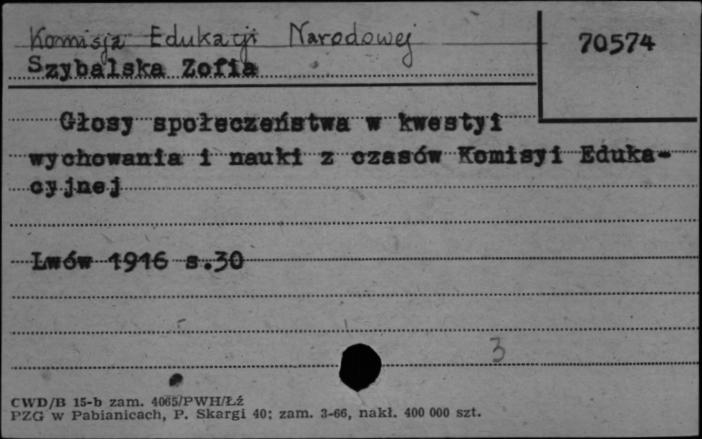 Komisja Edukacji Narodowej
70574
Szybalska Zofia
Głosy społeczeństwa w kwestyi
wychowania i nauki z czasów Komisyi Eduka-
cyjnej
Lwów 1916 s.30
3
CWD/B 15-b zam. 4065/PWH/Łź
PZG w Pabianicach, P. Skargi 40; zam. 3-66, nakł. 400 000 szt.